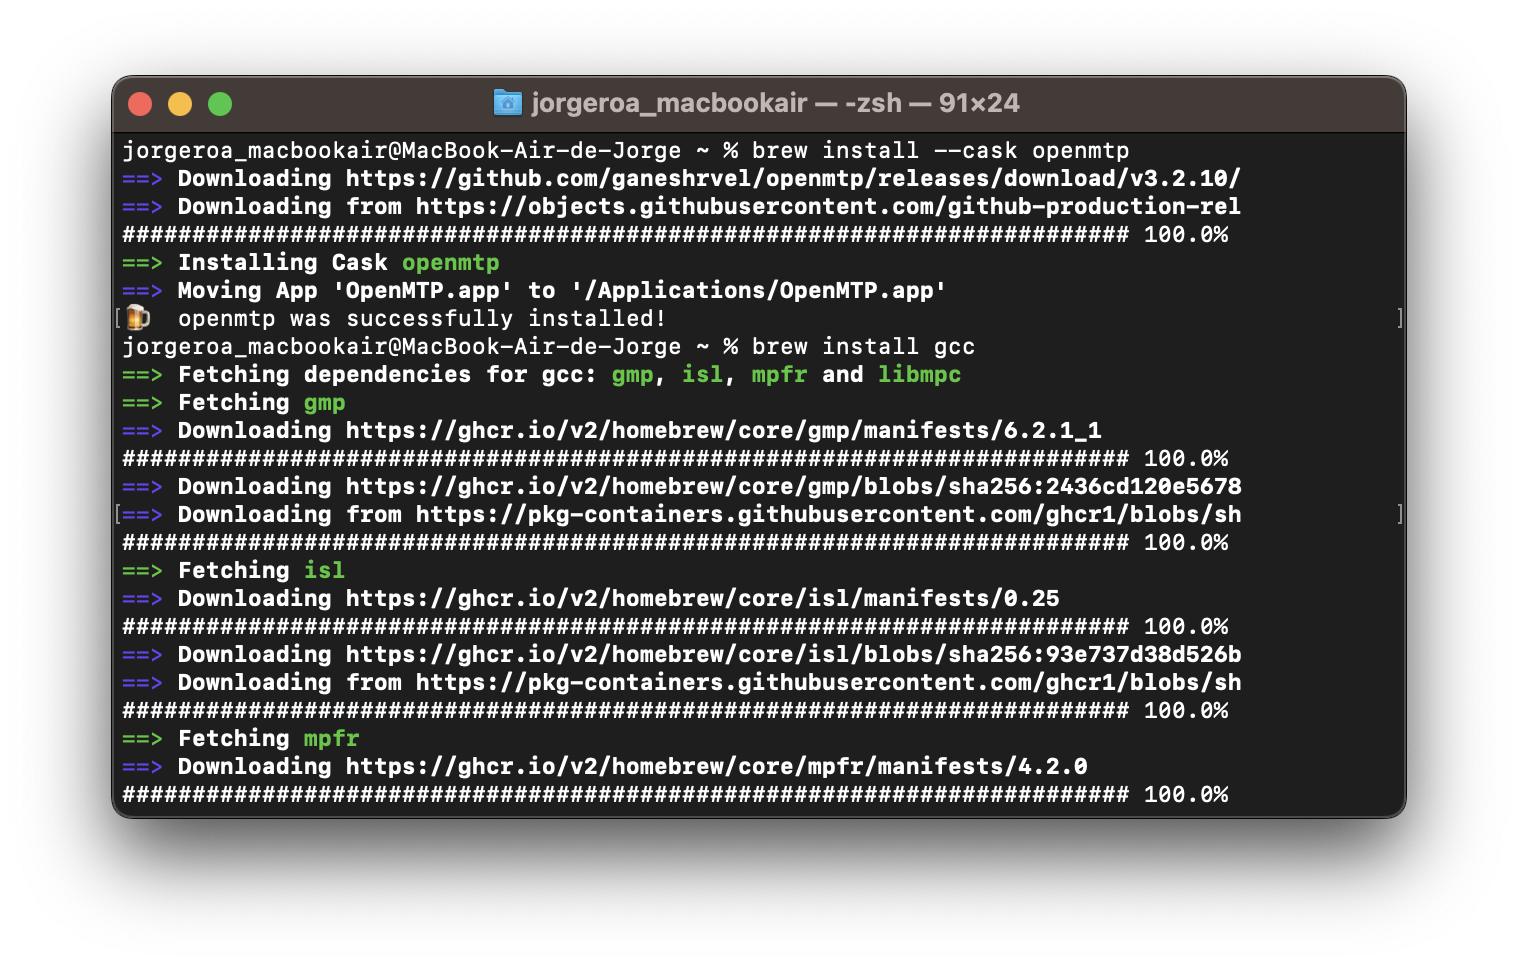 jorgeroa_macbookair — -zsh — 91×24
jorgeroa_macbookair@MacBook-Air-de-Jorge ~ % brew install --cask openmtp
==> Downloading https://github.com/ganeshrvel/openmtp/releases/download/v3.2.10/
==> Downloading from https://objects.githubusercontent.com/github-production-rel
######################################################################## 100.0%
==> Installing Cask openmtp
==> Moving App 'OpenMTP.app' to '/Applications/OpenMTP.app'
[🍺  openmtp was successfully installed! ]
jorgeroa_macbookair@MacBook-Air-de-Jorge ~ % brew install gcc
==> Fetching dependencies for gcc: gmp, isl, mpfr and libmpc
==> Fetching gmp
==> Downloading https://ghcr.io/v2/homebrew/core/gmp/manifests/6.2.1_1
######################################################################## 100.0%
==> Downloading https://ghcr.io/v2/homebrew/core/gmp/blobs/sha256:2436cd120e5678
[==> Downloading from https://pkg-containers.githubusercontent.com/ghcr1/blobs/sh ]
######################################################################## 100.0%
==> Fetching isl
==> Downloading https://ghcr.io/v2/homebrew/core/isl/manifests/0.25
######################################################################## 100.0%
==> Downloading https://ghcr.io/v2/homebrew/core/isl/blobs/sha256:93e737d38d526b
==> Downloading from https://pkg-containers.githubusercontent.com/ghcr1/blobs/sh
######################################################################## 100.0%
==> Fetching mpfr
==> Downloading https://ghcr.io/v2/homebrew/core/mpfr/manifests/4.2.0
######################################################################## 100.0%